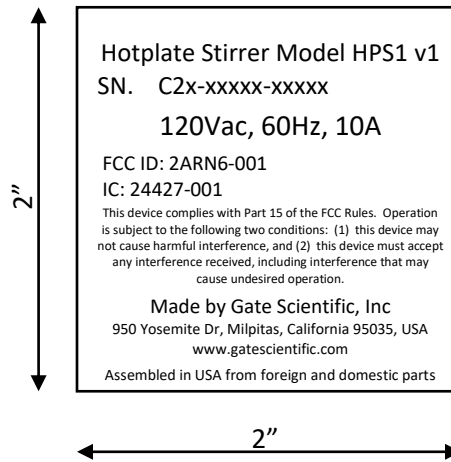 Hotplate Stirrer Model HPS1 v1
SN. C2x-xxxxx-xxxxx
120Vac, 60Hz, 10A
FCC ID: 2ARN6-001
IC: 24427-001
This device complies with Part 15 of the FCC Rules. Operation
is subject to the following two conditions: (1) this device may
not cause harmful interference, and (2) this device must accept
any interference received, including interference that may
cause undesired operation.
Made by Gate Scientific, Inc
950 Yosemite Dr, Milpitas, California 95035, USA
www.gatescientific.com
Assembled in USA from foreign and domestic parts
2”
2”